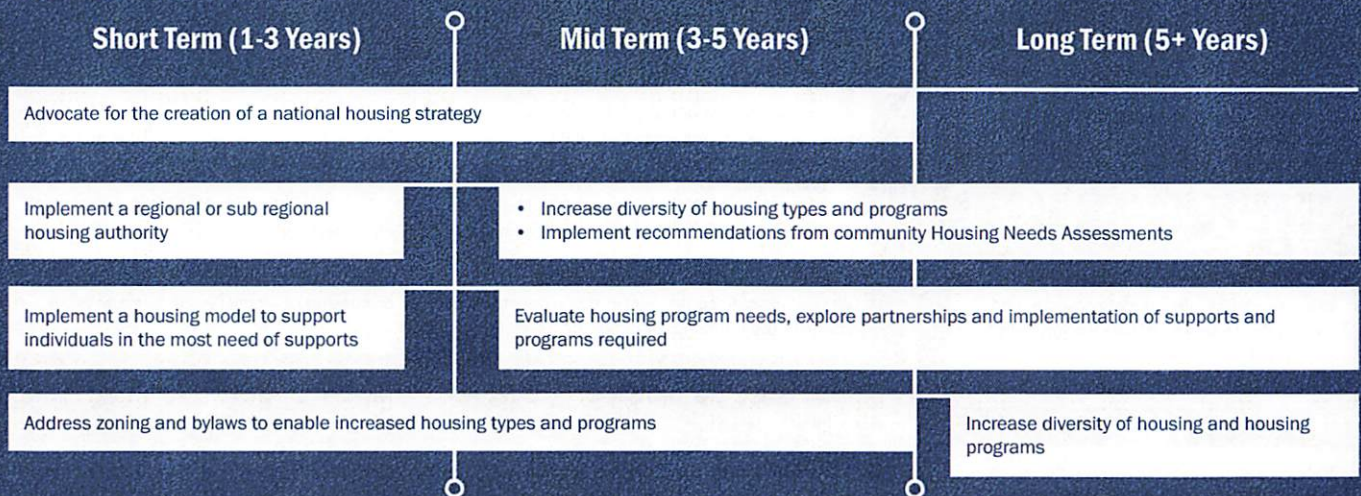 Short Term (1-3 Years)
Mid Term (3-5 Years)
Long Term (5+ Years)
Advocate for the creation of a national housing strategy
Implement a regional or sub regional
housing authority
• Increase diversity of housing types and programs
• Implement recommendations from community Housing Needs Assessments
Implement a housing model to support
individuals in the most need of supports
Evaluate housing program needs, explore partnerships and implementation of supports and
programs required
Address zoning and bylaws to enable increased housing types and programs
Increase diversity of housing and housing
programs